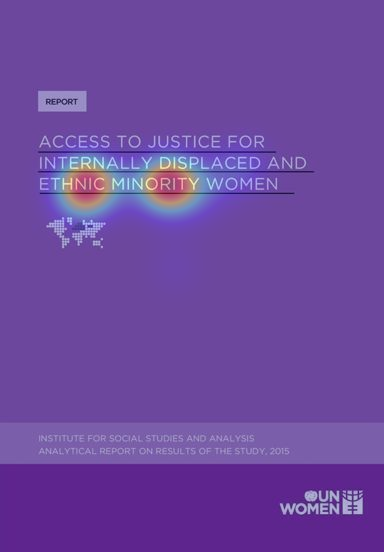 REPORT
ACCESS TO JUSTICE FOR
INTERNALLY DISPLACED AND
ETHNIC MINORITY WOMEN
INSTITUTE FOR SOCIAL STUDIES AND ANALYSIS
ANALYTICAL REPORT ON RESULTS OF THE STUDY, 2015
UN
WOMEN